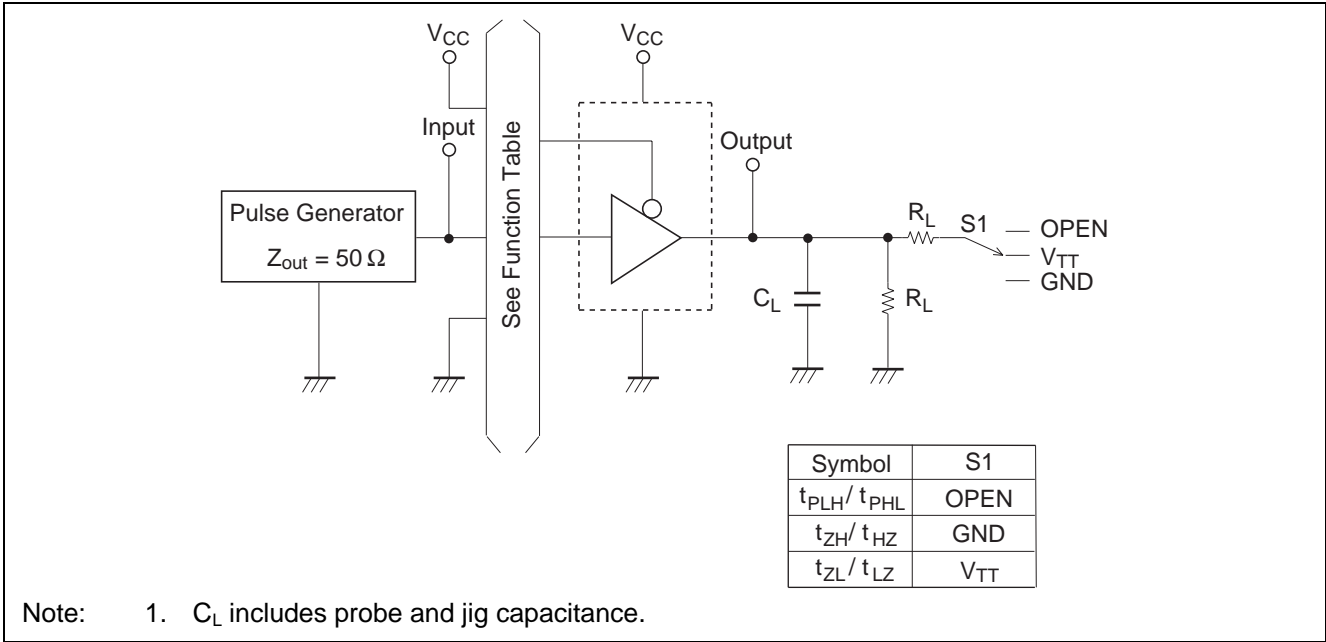 VCC
VCC
Input
See Function Table
Output
Pulse Generator
Zout = 50 Ω
RL
S1
OPEN
VTT
GND
CL
RL
Symbol S1
tPLH/ tPHL OPEN
tZH/ tHZ GND
tZL/ tLZ VTT
Note: 1. CL includes probe and jig capacitance.